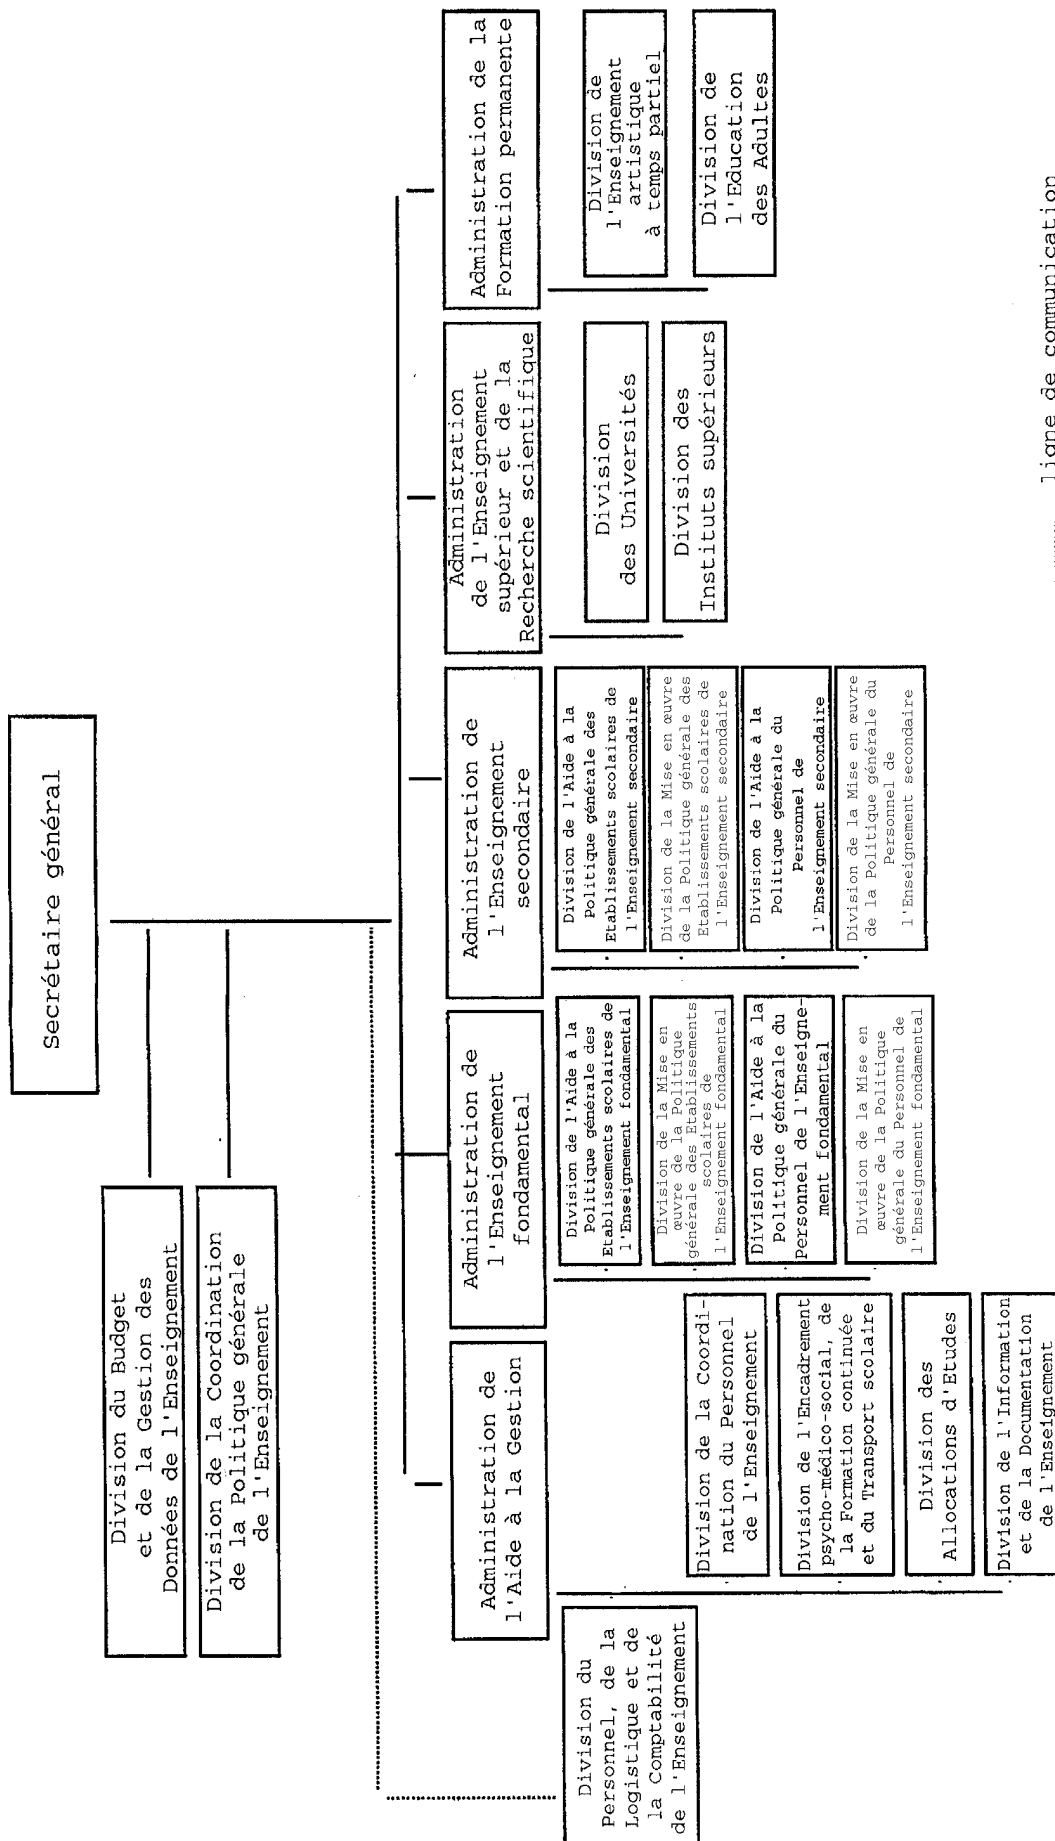 Secrétaire général
Division du Budget
et de la Gestion des
Données de l'Enseignement
Division de la Coordination
de la Politique générale
de l'Enseignement
Administration de
l'Aide à la Gestion
Administration de
l'Enseignement
fondamental
Administration de
l'Enseignement
secondaire
Administration
de l'Enseignement
supérieur et de la
Recherche scientifique
Administration de la
Formation permanente
Division du
Personnel, de la
Logistique et de
la Comptabilité
de l'Enseignement
Division de la Coordi-
nation du Personnel
de l'Enseignement
Division de l'Encadrement
psycho-médico-social, de
la Formation continuée
et du Transport scolaire
Division des
Allocations d'Etudes
Division de l'Information
et de la Documentation
de l'Enseignement
Division de l'Aide à la
Politique générale des
Etablissements scolaires de
l'Enseignement fondamental
Division de la Mise en
œuvre de la Politique
générale des Etablissements
scolaires de
l'Enseignement fondamental
Division de l'Aide à la
Politique générale du
Personnel de l'Enseigne-
ment fondamental
Division de la Mise en
œuvre de la Politique
générale du Personnel de
l'Enseignement fondamental
Division de l'Aide à la
Politique générale des
Etablissements scolaires de
l'Enseignement secondaire
Division de la Mise en œuvre
de la Politique générale des
Etablissements scolaires de
l'Enseignement secondaire
Division de l'Aide à la
Politique générale du
Personnel de
l'Enseignement secondaire
Division de la Mise en œuvre
de la Politique générale du
Personnel de
l'Enseignement secondaire
Division
des Universités
Division des
Instituts supérieurs
Division de
l'Enseignement
artistique
à temps partiel
Division de
l'Education
des Adultes
ligne de communication